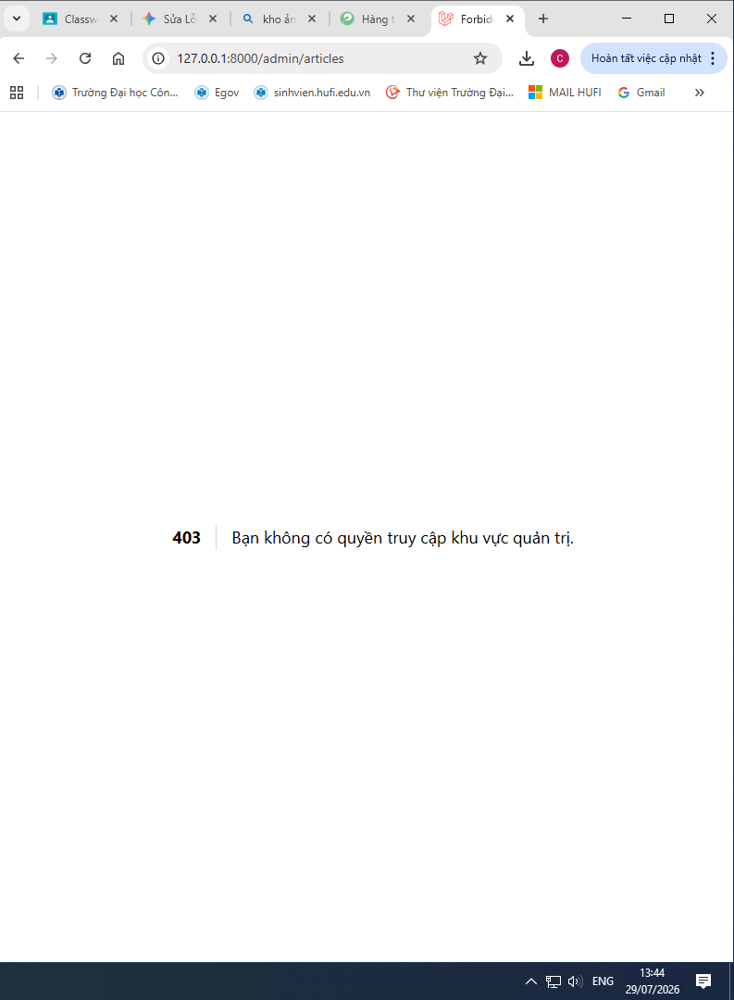 Classw
Sửa Lỗ
kho ản
Hàng t
Forbid
127.0.0.1:8000/admin/articles
C
Hoàn tất việc cập nhật
Trường Đại học Côn...
Egov
sinhvien.hufi.edu.vn
Thư viện Trường Đại...
MAIL HUFI
Gmail
403
Bạn không có quyền truy cập khu vực quản trị.
ENG
13:44
29/07/2026